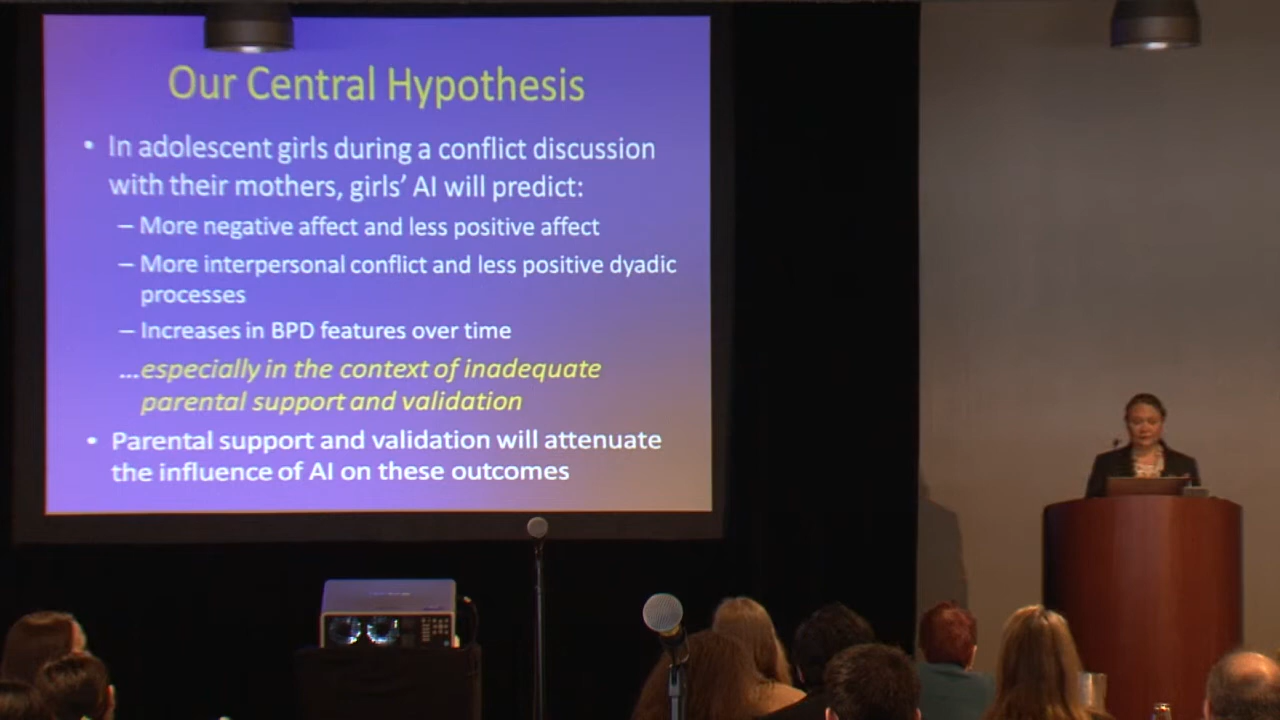 Our Central Hypothesis
• In adolescent girls during a conflict discussion
with their mothers, girls' AI will predict:
– More negative affect and less positive affect
– More interpersonal conflict and less positive dyadic
processes
– Increases in BPD features over time
...especially in the context of inadequate
parental support and validation
• Parental support and validation will attenuate
the influence of AI on these outcomes